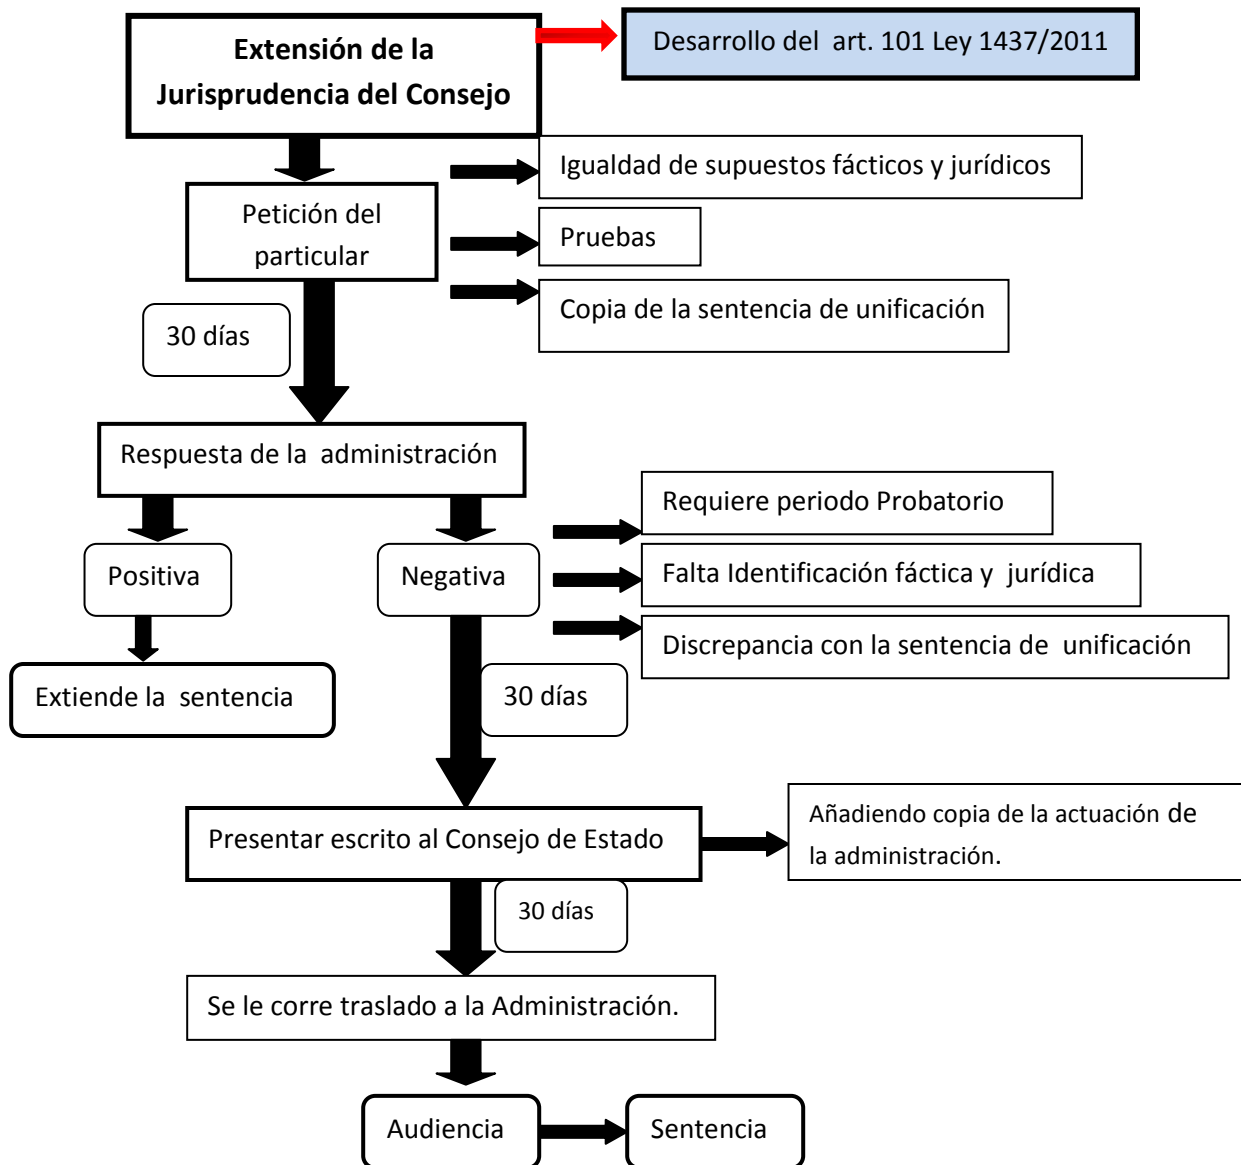 Extensión de la
Jurisprudencia del Consejo
Desarrollo del art. 101 Ley 1437/2011
Igualdad de supuestos fácticos y jurídicos
Petición del
particular
Pruebas
Copia de la sentencia de unificación
30 días
Respuesta de la administración
Requiere periodo Probatorio
Positiva
Negativa
Falta Identificación fáctica y jurídica
Discrepancia con la sentencia de unificación
Extiende la sentencia
30 días
Presentar escrito al Consejo de Estado
Añadiendo copia de la actuación de
la administración.
30 días
Se le corre traslado a la Administración.
Audiencia
Sentencia